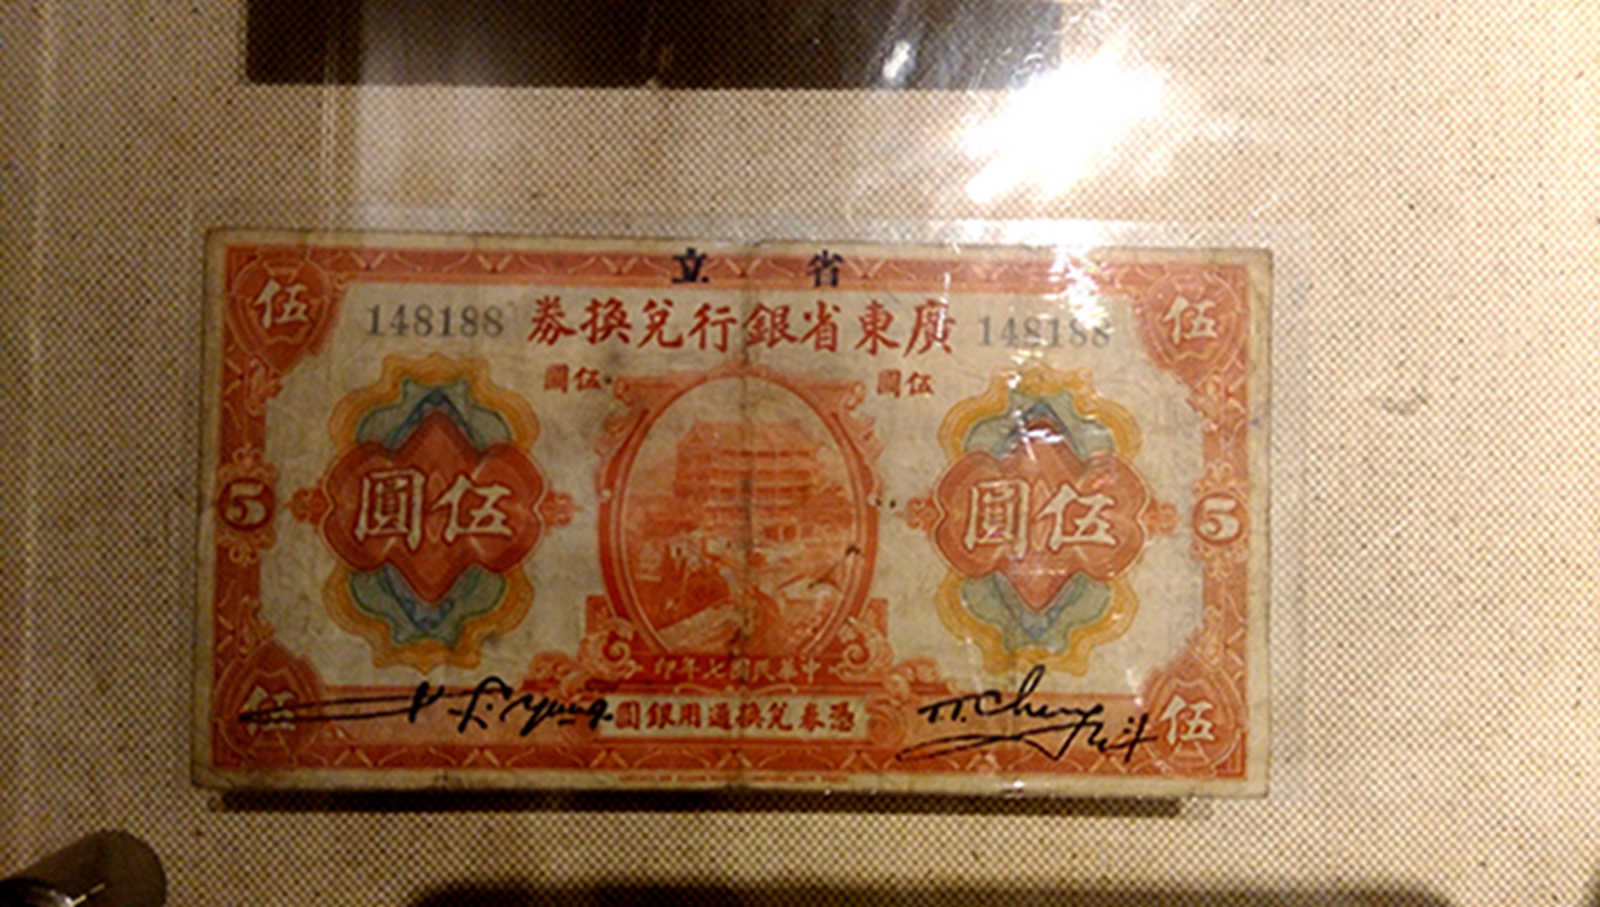 省立
伍
伍
148188
廣東省銀行兌換券
148188
伍圓
伍圓
伍圓
伍圓
5
5
中華民國七年印
憑券兌換通用銀圓
伍
伍